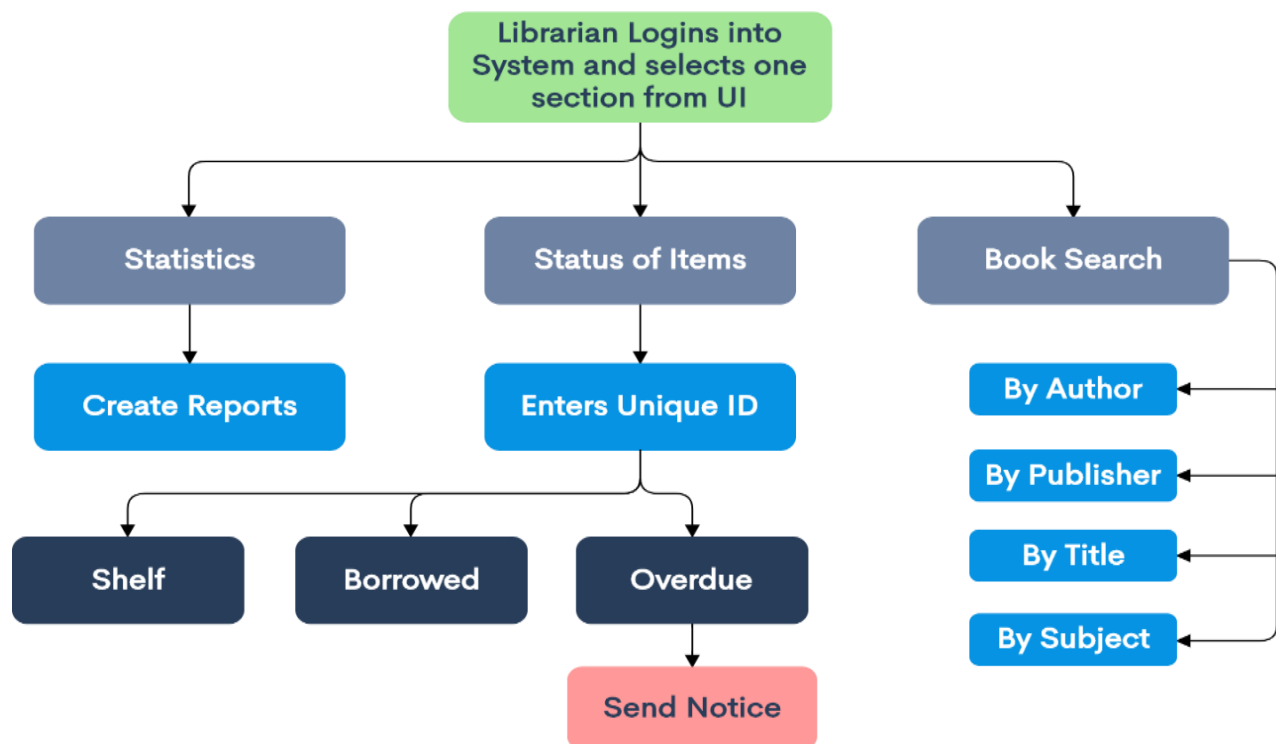 Librarian Logins into
System and selects one
section from UI
Statistics
Status of Items
Book Search
Create Reports
Enters Unique ID
By Author
By Publisher
By Title
By Subject
Shelf
Borrowed
Overdue
Send Notice